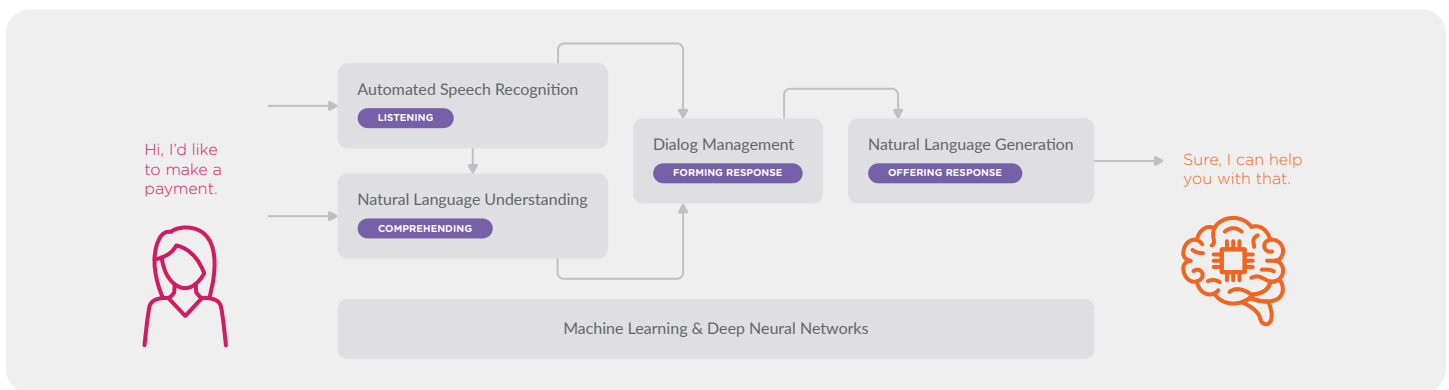 Hi, I’d like
to make a
payment.
Automated Speech Recognition
LISTENING
Natural Language Understanding
COMPREHENDING
Dialog Management
FORMING RESPONSE
Natural Language Generation
OFFERING RESPONSE
Sure, I can help
you with that.
Machine Learning & Deep Neural Networks